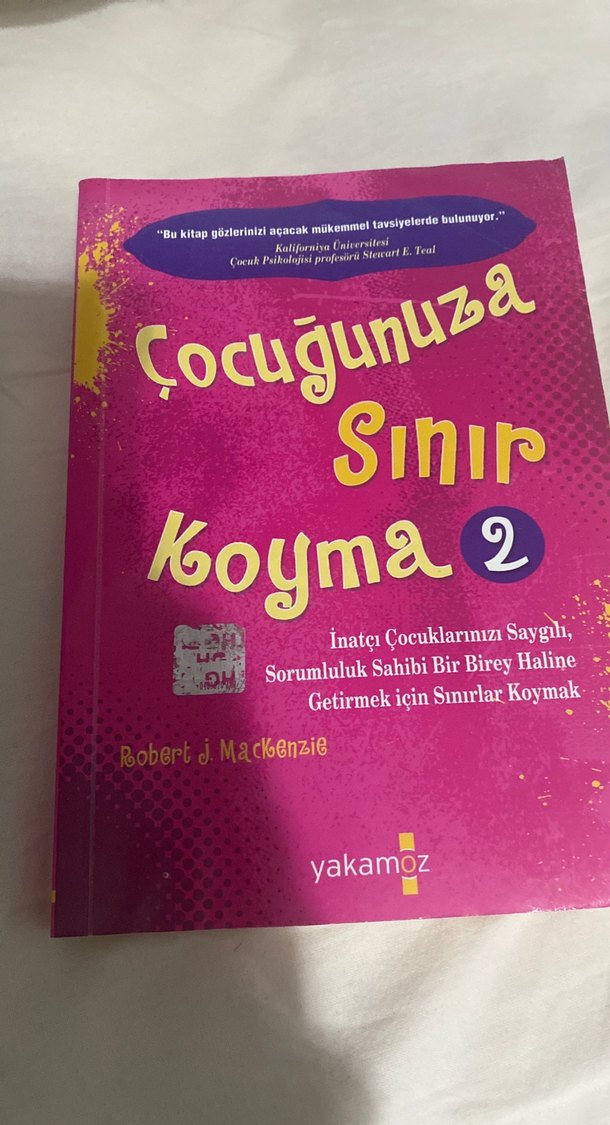 “Bu kitap gözlerinizi açacak mükemmel tavsiyelerde bulunuyor.”
Kaliforniya Üniversitesi
Çocuk Psikolojisi profesörü Stewart E. Teal
Çocuğunuza
Sınır
Koyma 2
İnatçı Çocuklarınızı Saygılı,
Sorumluluk Sahibi Bir Birey Haline
Getirmek için Sınırlar Koymak
Robert J. MacKenzie
yakamoz